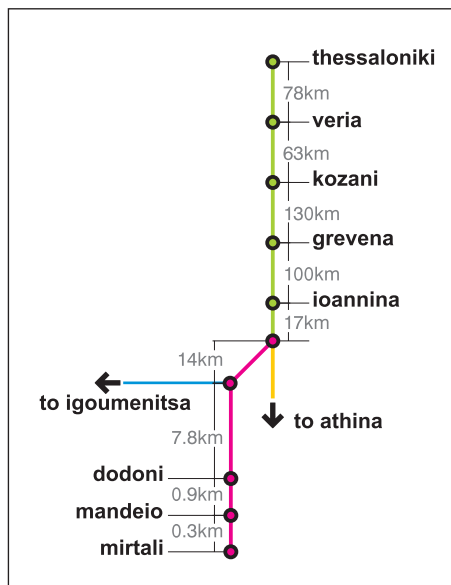 thessaloniki
78km
veria
63km
kozani
130km
grevena
100km
ioannina
17km
14km
to igoumenitsa
to athina
7.8km
dodoni
0.9km
mandeio
0.3km
mirtali